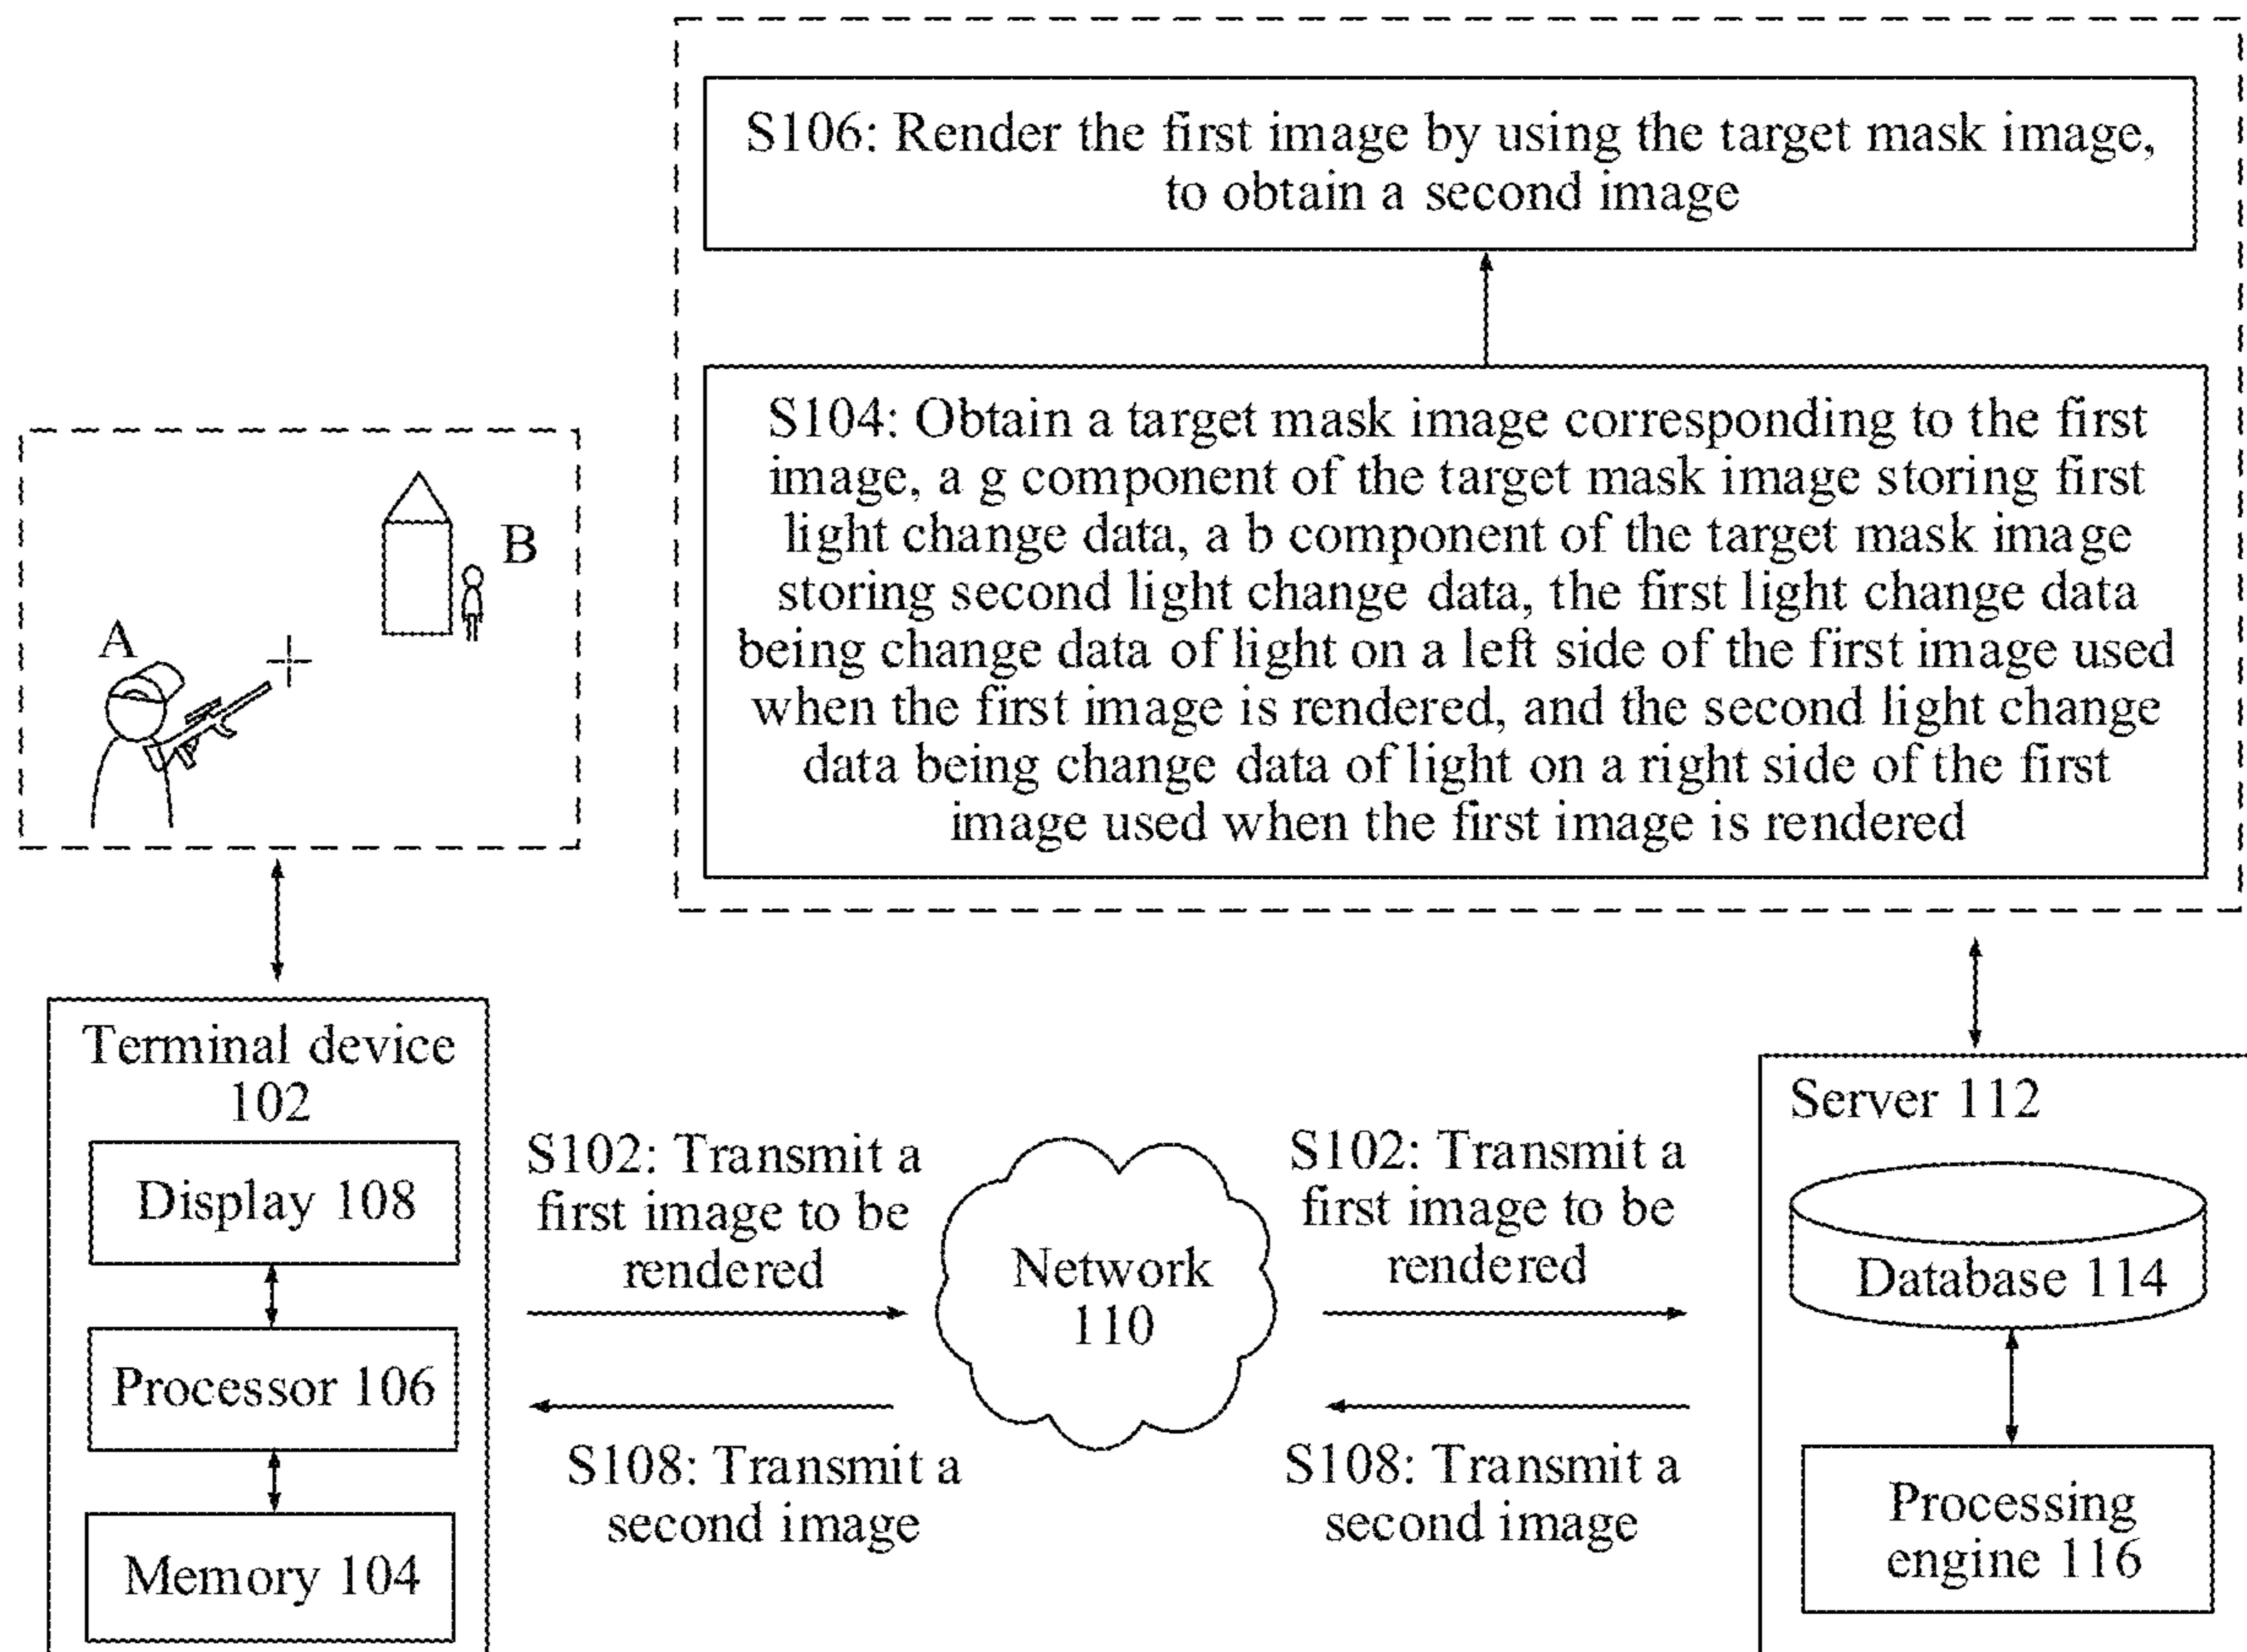 S106: Render the first image by using the target mask image,
to obtain a second image
S104: Obtain a target mask image corresponding to the first
image, a g component of the target mask image storing first
light change data, a b component of the target mask image
storing second light change data, the first light change data
being change data of light on a left side of the first image used
when the first image is rendered, and the second light change
data being change data of light on a right side of the first
image used when the first image is rendered
B
A
Terminal device
102
Display 108
Processor 106
Memory 104
S102: Transmit a
first image to be
rendered
S108: Transmit a
second image
Network
110
S102: Transmit a
first image to be
rendered
S108: Transmit a
second image
Server 112
Database 114
Processing
engine 116